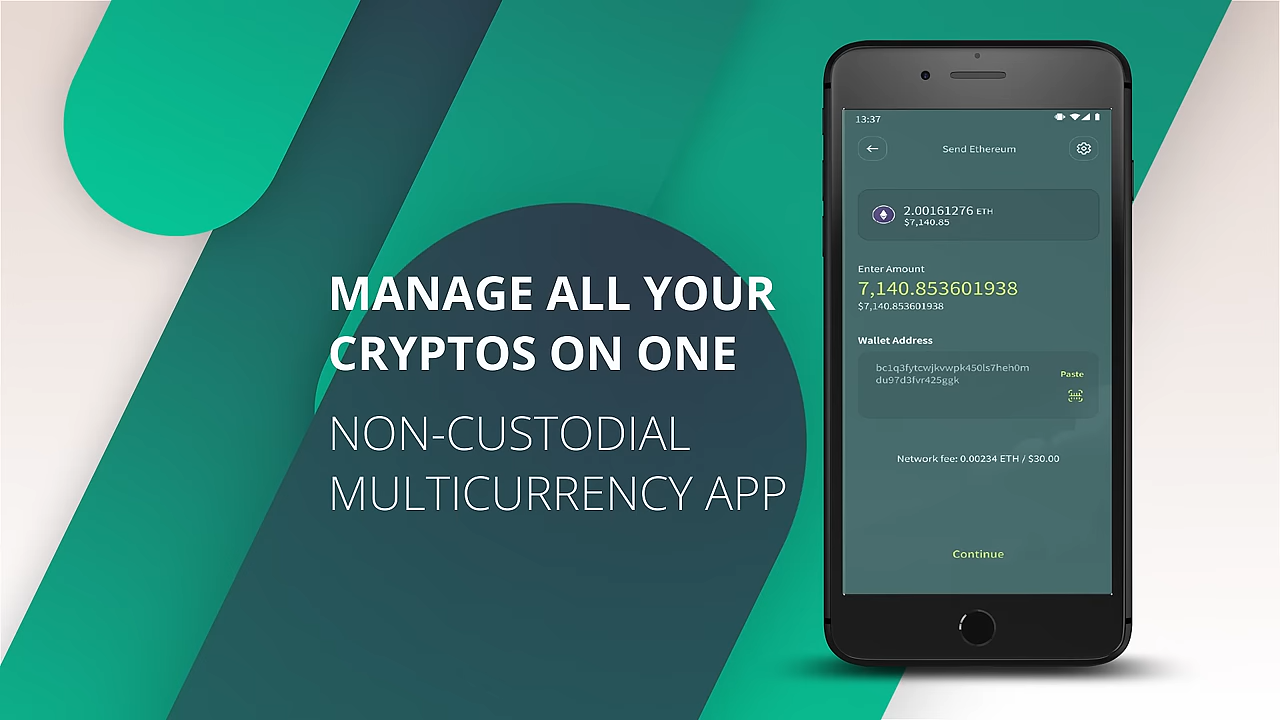 MANAGE ALL YOUR
CRYPTOS ON ONE
NON-CUSTODIAL
MULTICURRENCY APP
13:37
Send Ethereum
2.00161276 ETH
$7,140.85
Enter Amount
7,140.853601938
$7,140.853601938
Wallet Address
bc1q3fytcwjkvwpk450ls7heh0m
du97d3fvr425ggk
Paste
Network fee: 0.00234 ETH / $30.00
Continue